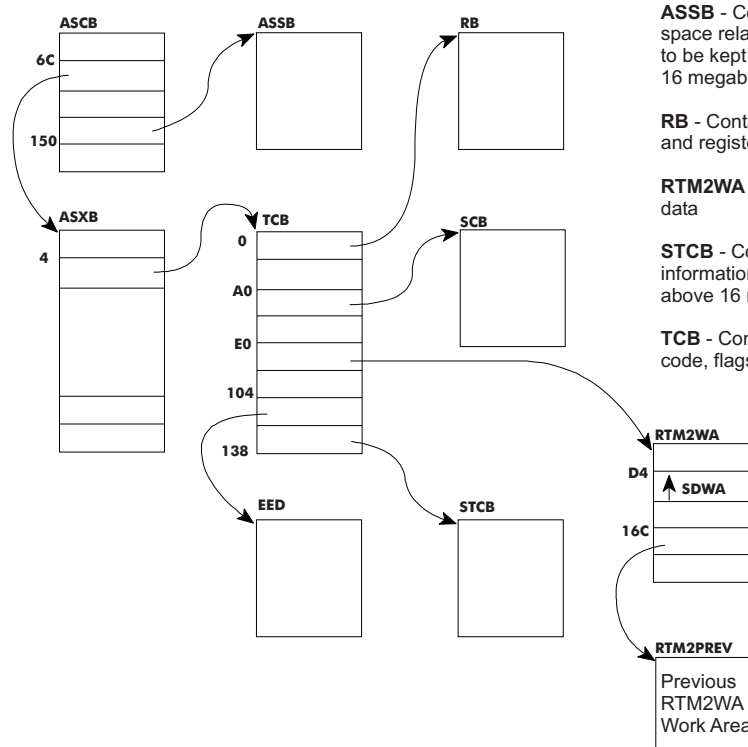 ASCB
6C
150
ASSB
RB
ASXB
4
TCB
0
A0
E0
104
138
SCB
EED
STCB
RTM2WA
D4
SDWA
16C
RTM2PREV
Previous
RTM2WA
Work Area
ASSB - Co
space rela
to be kept
16 megab
RB - Cont
and registe
RTM2WA
data
STCB - Co
information
above 16
TCB - Con
code, flags